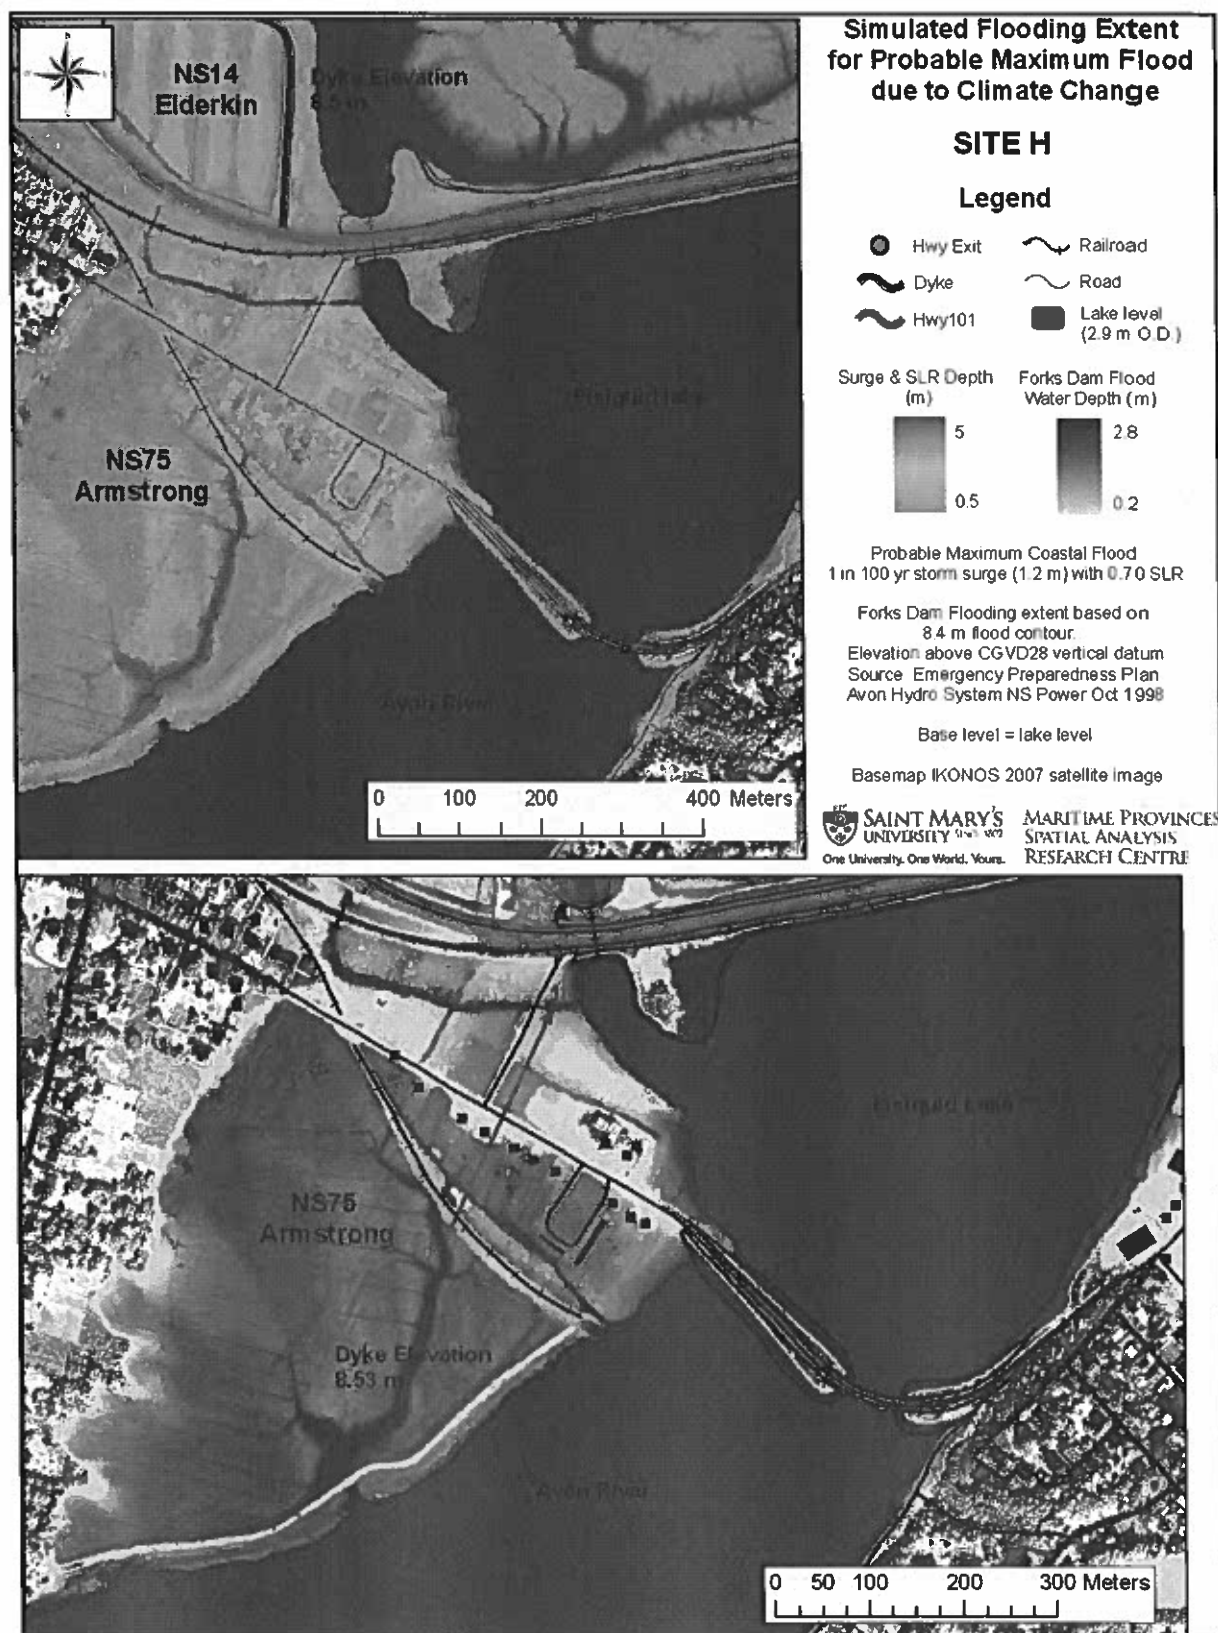 NS14
Elderkin
Dyke Elevation
8.5 m
NS75
Armstrong
Avon River
0 100 200 400 Meters
Simulated Flooding Extent
for Probable Maximum Flood
due to Climate Change
SITE H
Legend
Hwy Exit
Railroad
Dyke
Road
Hwy101
Lake level
(2.9 m O.D.)
Surge & SLR Depth
(m)
5
0.5
Forks Dam Flood
Water Depth (m)
2.8
0.2
Probable Maximum Coastal Flood
1 in 100 yr storm surge (1.2 m) with 0.70 SLR
Forks Dam Flooding extent based on
8.4 m flood contour.
Elevation above CGVD28 vertical datum
Source Emergency Preparedness Plan
Avon Hydro System NS Power Oct 1998
Base level = lake level
Basemap IKONOS 2007 satellite image
SAINT MARY'S
UNIVERSITY
One University. One World. Yours.
MARITIME PROVINCES
SPATIAL ANALYSIS
RESEARCH CENTRE
Lake
NS75
Armstrong
Dyke Elevation
8.53 m
Avon River
0 50 100 200 300 Meters